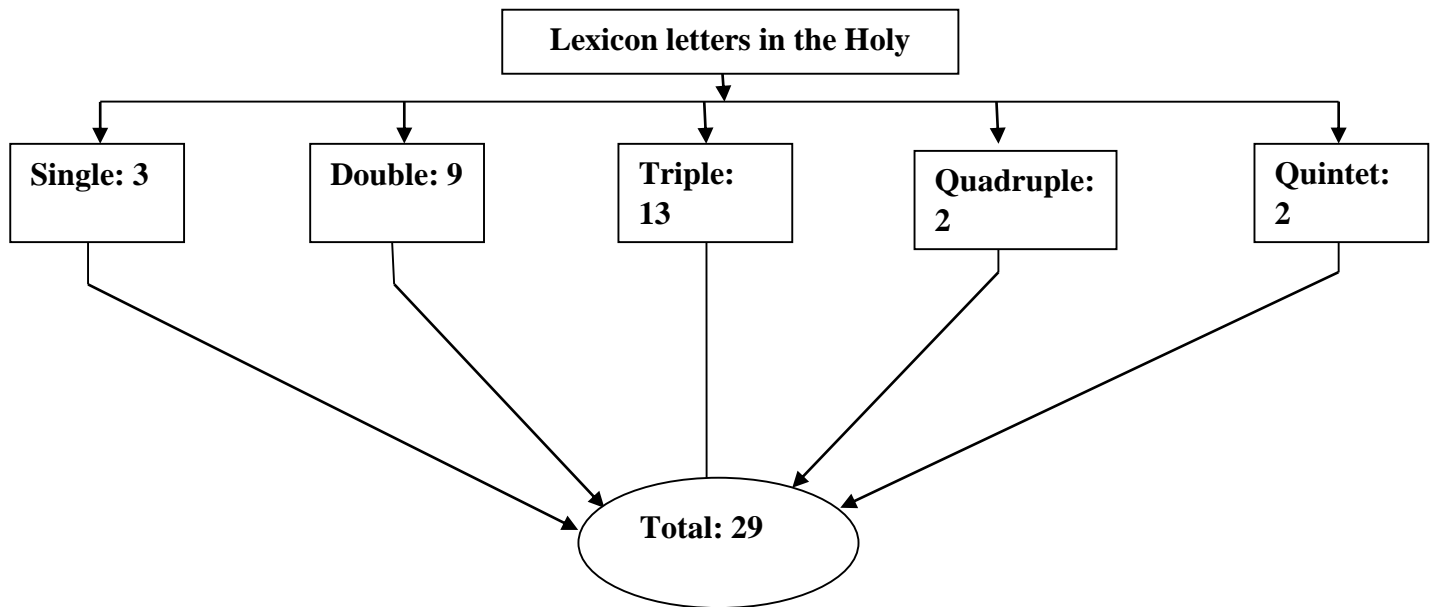 Lexicon letters in the Holy
Single: 3
Double: 9
Triple:
13
Quadruple:
2
Quintet:
2
Total: 29